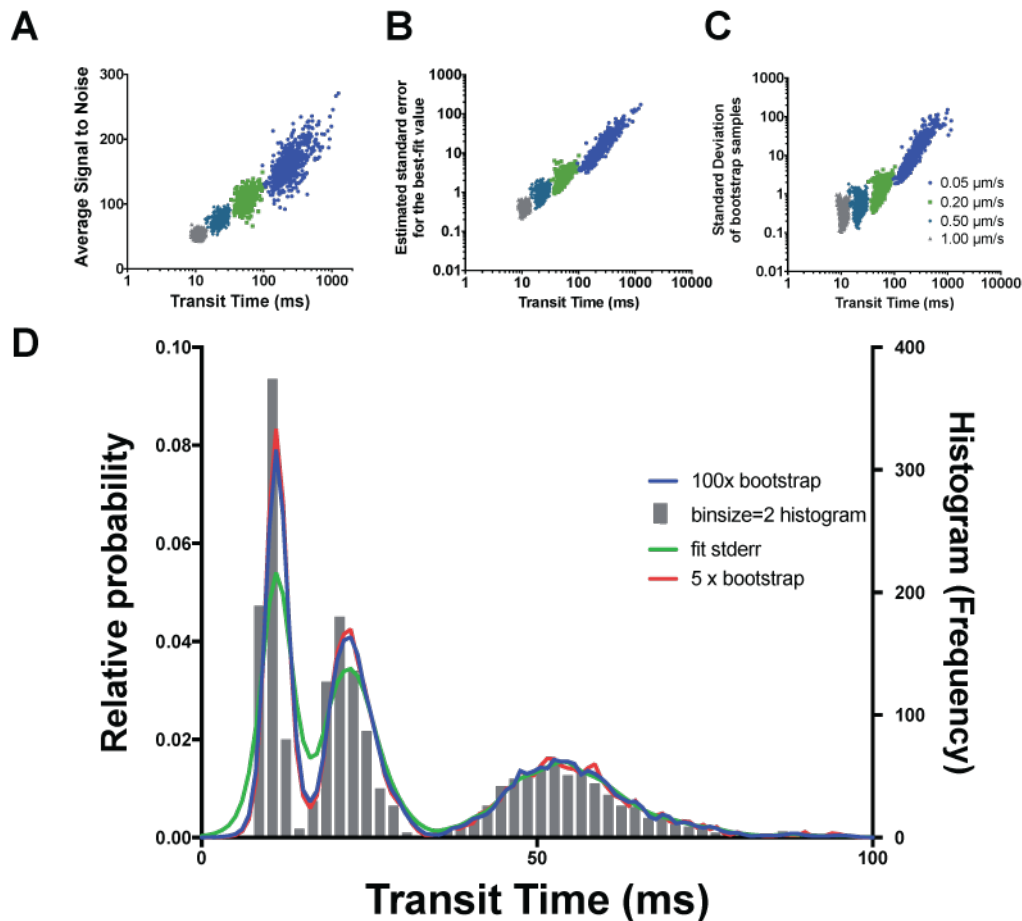 A
B
C
Average Signal to Noise
300
200
100
0
1
10
100
1000
Transit Time (ms)
Estimated standard error
for the best-fit value
1000
100
10
1
0.1
0.01
1
10
100
1000
10000
Transit Time (ms)
Standard Deviation
of bootstrap samples
1000
100
10
1
0.1
0.01
1
10
100
1000
10000
Transit Time (ms)
0.05 µm/s
0.20 µm/s
0.50 µm/s
1.00 µm/s
D
Relative probability
0.10
0.08
0.06
0.04
0.02
0.00
0
50
100
Transit Time (ms)
400
300
200
100
0
Histogram (Frequency)
100x bootstrap
binsize=2 histogram
fit stderr
5 x bootstrap